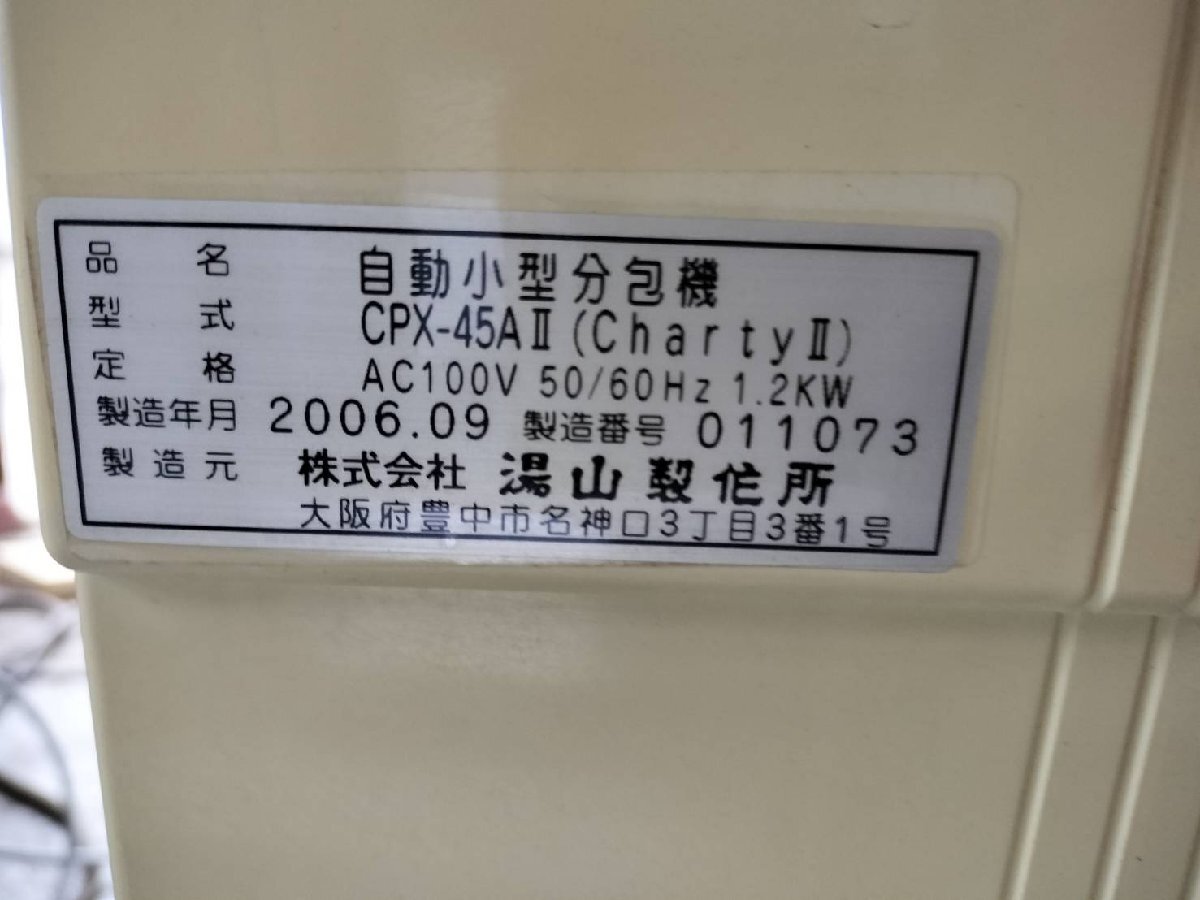 品名 自動小型分包機
型式 CPX-45AⅡ(ChartyⅡ)
定格 AC100V 50/60Hz 1.2KW
製造年月 2006.09 製造番号 011073
製造元 株式会社 湯山製作所
大阪府豊中市名神口3丁目3番1号